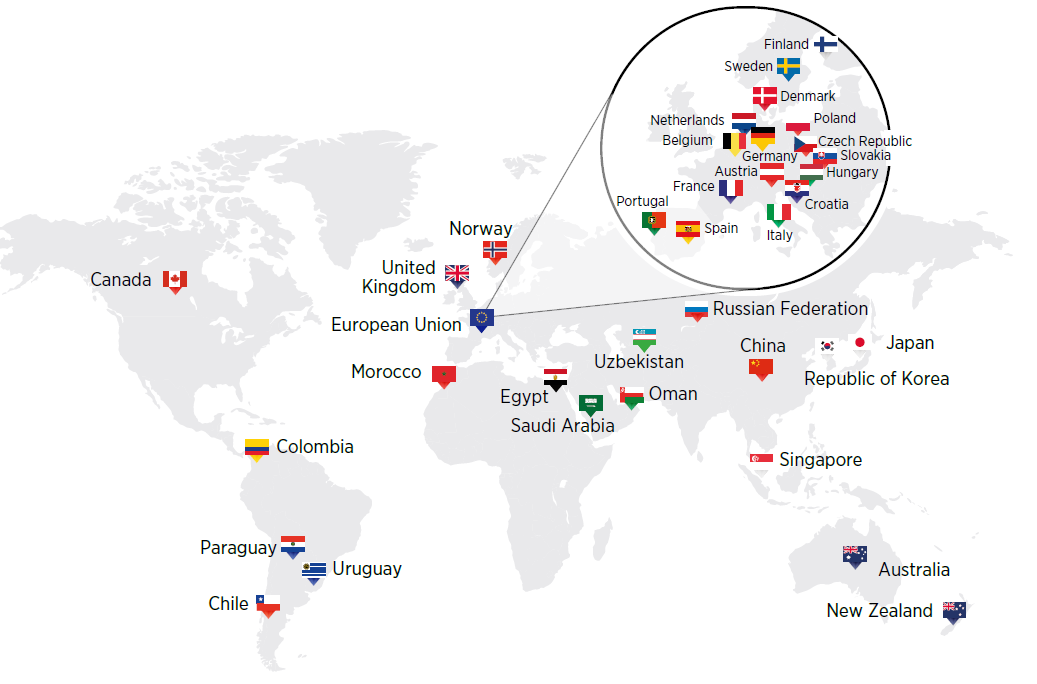 Finland
Sweden
Denmark
Netherlands
Poland
Belgium
Czech Republic
Germany
Slovakia
Austria
Hungary
France
Portugal
Croatia
Spain
Italy
Norway
United
Kingdom
Canada
European Union
Russian Federation
Uzbekistan
China
Japan
Republic of Korea
Morocco
Egypt
Oman
Saudi Arabia
Colombia
Singapore
Paraguay
Uruguay
Australia
Chile
New Zealand